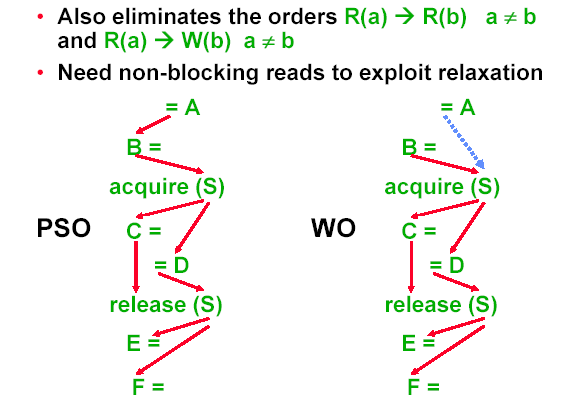 • Also eliminates the orders R(a) → R(b) a ≠ b
and R(a) → W(b) a ≠ b
• Need non-blocking reads to exploit relaxation
= A
= A
B =
B =
acquire (S)
acquire (S)
PSO
C =
WO
C =
= D
= D
release (S)
release (S)
E =
E =
F =
F =